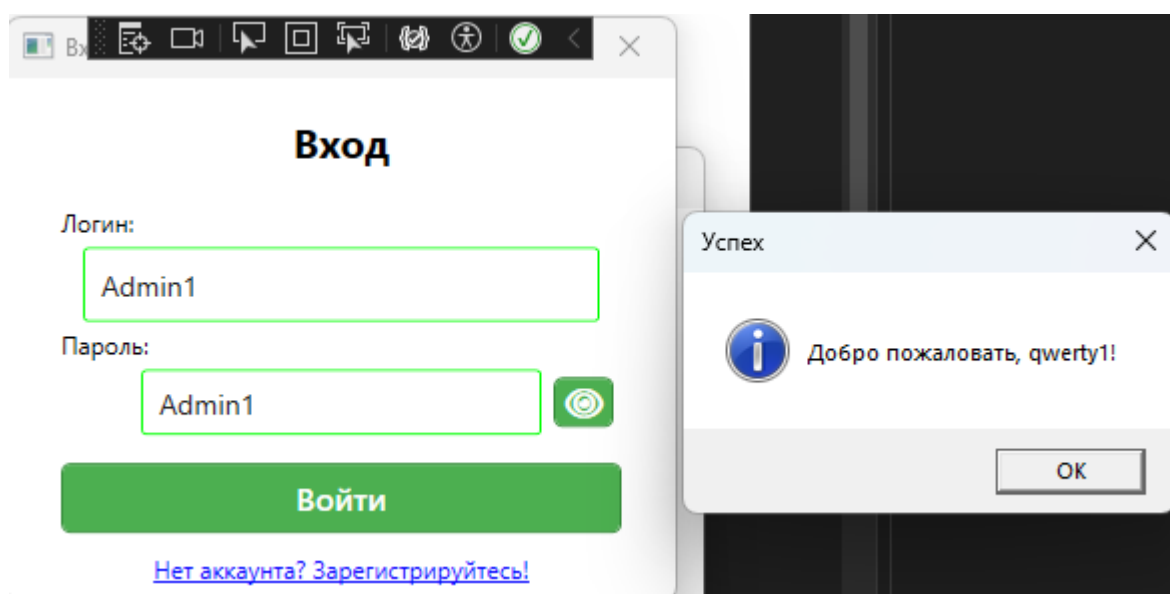 Вход
Логин:
Admin1
Пароль:
Admin1
Войти
Нет аккаунта? Зарегистрируйтесь!
Успех
Добро пожаловать, qwerty1!
OK